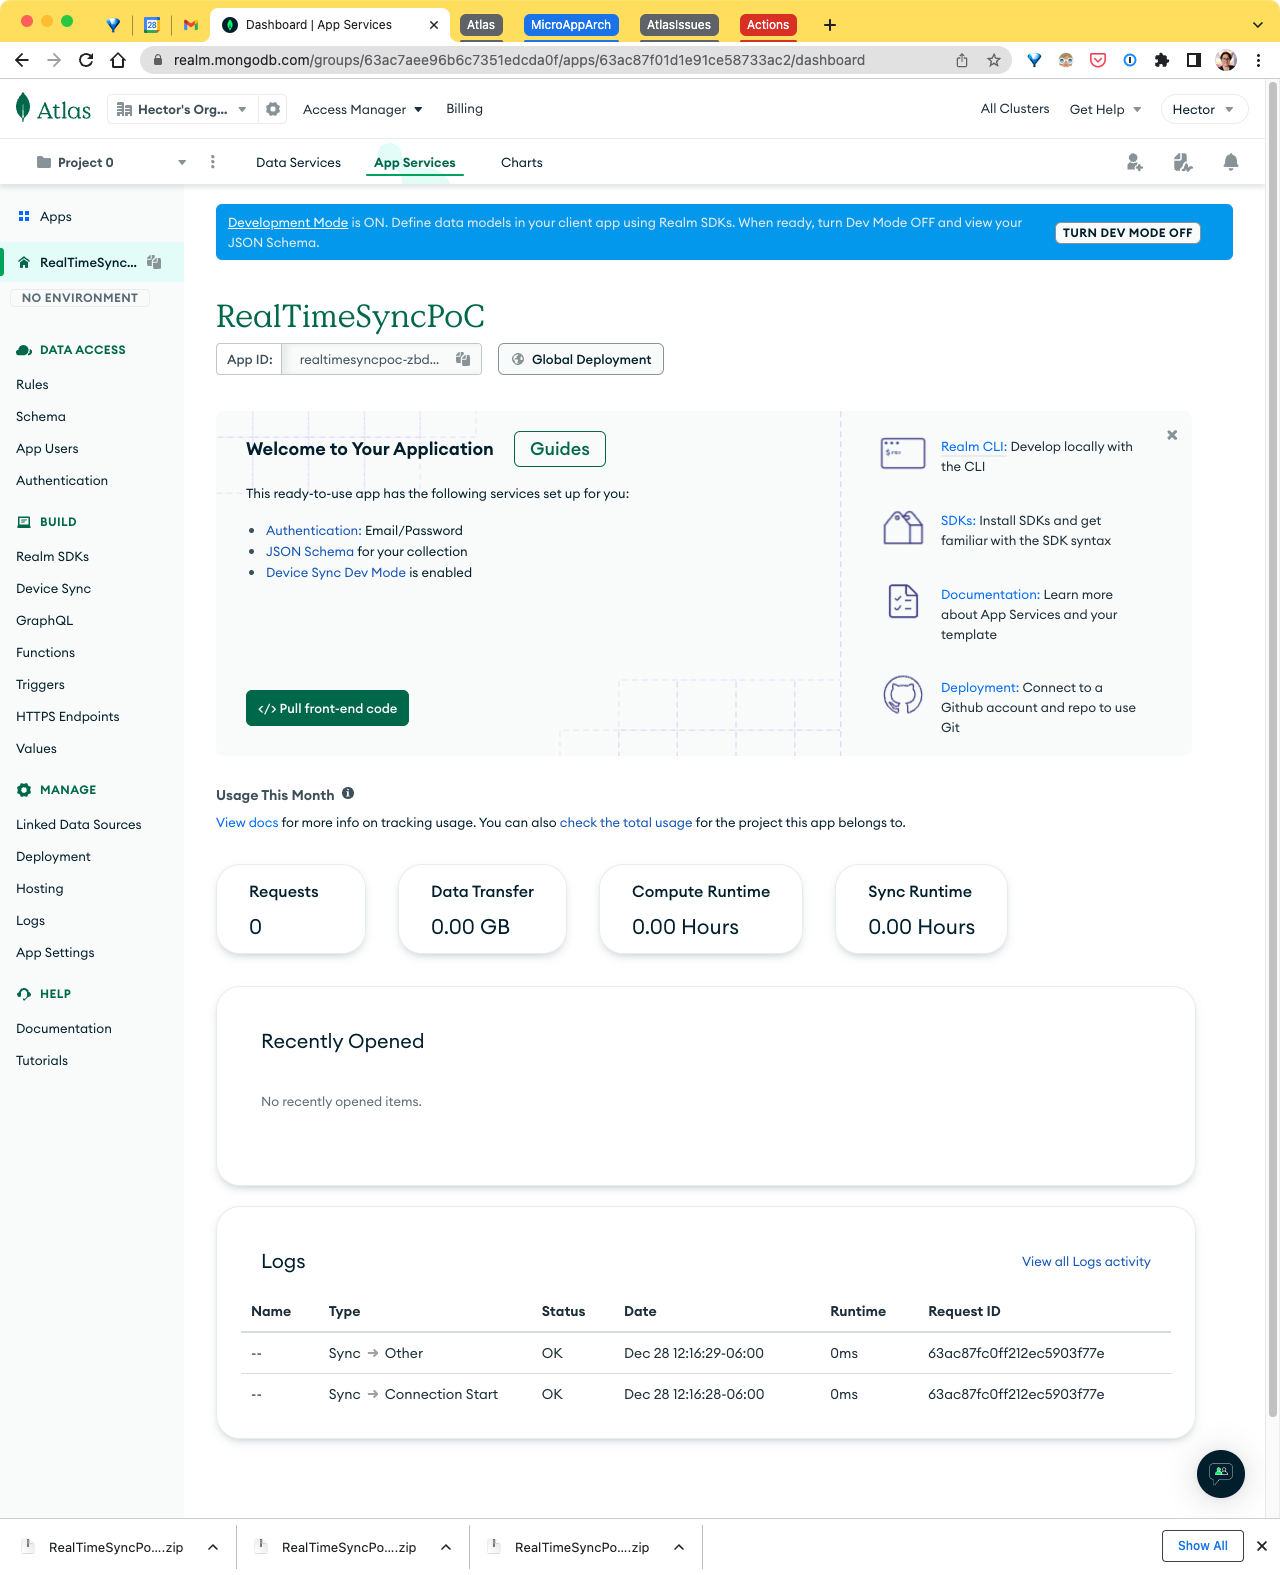 28
Dashboard | App Services
Atlas
MicroAppArch
AtlasIssues
Actions
realm.mongodb.com/groups/63ac7aee96b6c7351edcda0f/apps/63ac87f01d1e91ce58733ac2/dashboard
Atlas
Hector's Org...
Access Manager
Billing
All Clusters
Get Help
Hector
Project 0
Data Services
App Services
Charts
Apps
RealTimeSync...
NO ENVIRONMENT
DATA ACCESS
Rules
Schema
App Users
Authentication
BUILD
Realm SDKs
Device Sync
GraphQL
Functions
Triggers
HTTPS Endpoints
Values
MANAGE
Linked Data Sources
Deployment
Hosting
Logs
App Settings
HELP
Documentation
Tutorials
Development Mode is ON. Define data models in your client app using Realm SDKs. When ready, turn Dev Mode OFF and view your
JSON Schema.
TURN DEV MODE OFF
RealTimeSyncPoC
App ID:
realtimesyncpoc-zbd...
Global Deployment
Welcome to Your Application
Guides
This ready-to-use app has the following services set up for you:
• Authentication: Email/Password
• JSON Schema for your collection
• Device Sync Dev Mode is enabled
</> Pull front-end code
Realm CLI: Develop locally with
the CLI
SDKs: Install SDKs and get
familiar with the SDK syntax
Documentation: Learn more
about App Services and your
template
Deployment: Connect to a
Github account and repo to use
Git
Usage This Month
View docs for more info on tracking usage. You can also check the total usage for the project this app belongs to.
Requests
0
Data Transfer
0.00 GB
Compute Runtime
0.00 Hours
Sync Runtime
0.00 Hours
Recently Opened
No recently opened items.
Logs
View all Logs activity
Name Type Status Date Runtime Request ID
-- Sync → Other OK Dec 28 12:16:29-06:00 0ms 63ac87fc0ff212ec5903f77e
-- Sync → Connection Start OK Dec 28 12:16:28-06:00 0ms 63ac87fc0ff212ec5903f77e
RealTimeSyncPo....zip
RealTimeSyncPo....zip
RealTimeSyncPo....zip
Show All